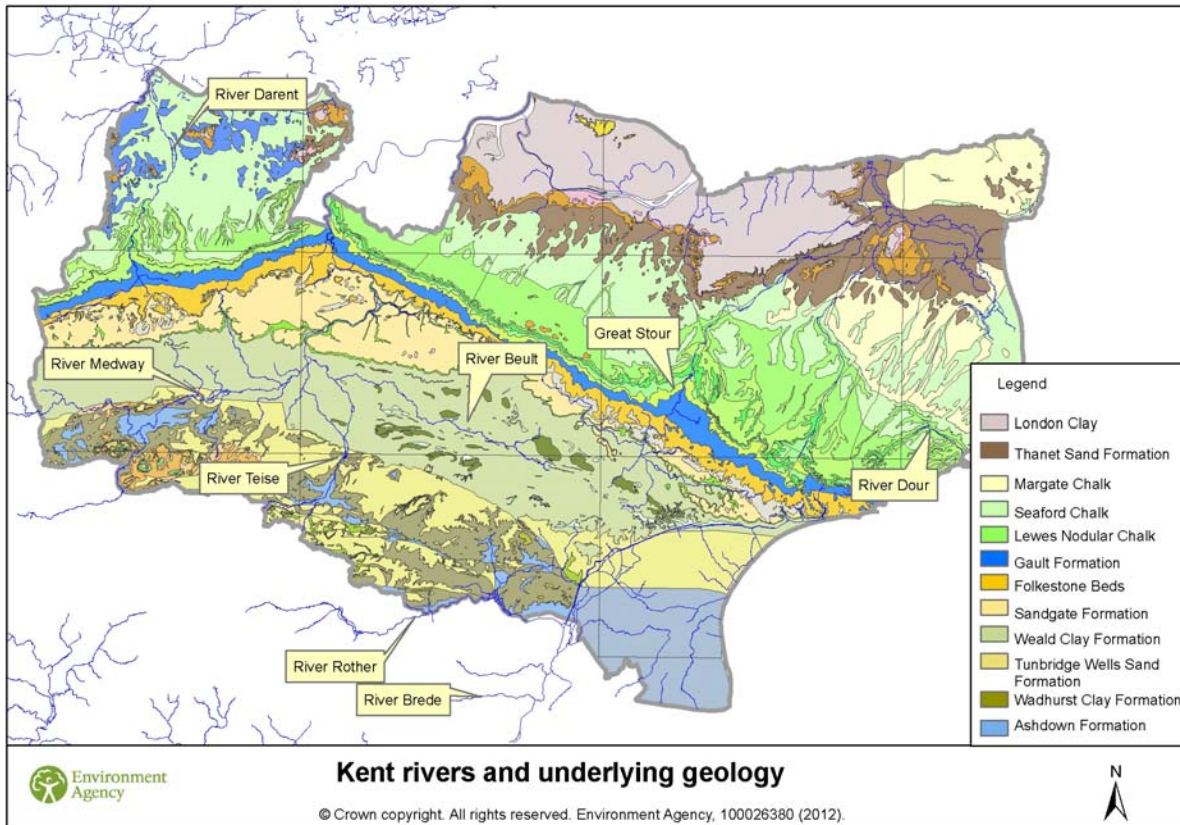 River Darent
River Medway
River Beult
Great Stour
River Teise
River Dour
River Rother
River Brede
Legend
London Clay
Thanet Sand Formation
Margate Chalk
Seaford Chalk
Lewes Nodular Chalk
Gault Formation
Folkestone Beds
Sandgate Formation
Weald Clay Formation
Tunbridge Wells Sand
Formation
Wadhurst Clay Formation
Ashdown Formation
Environment
Agency
Kent rivers and underlying geology
© Crown copyright. All rights reserved. Environment Agency, 100026380 (2012).
N